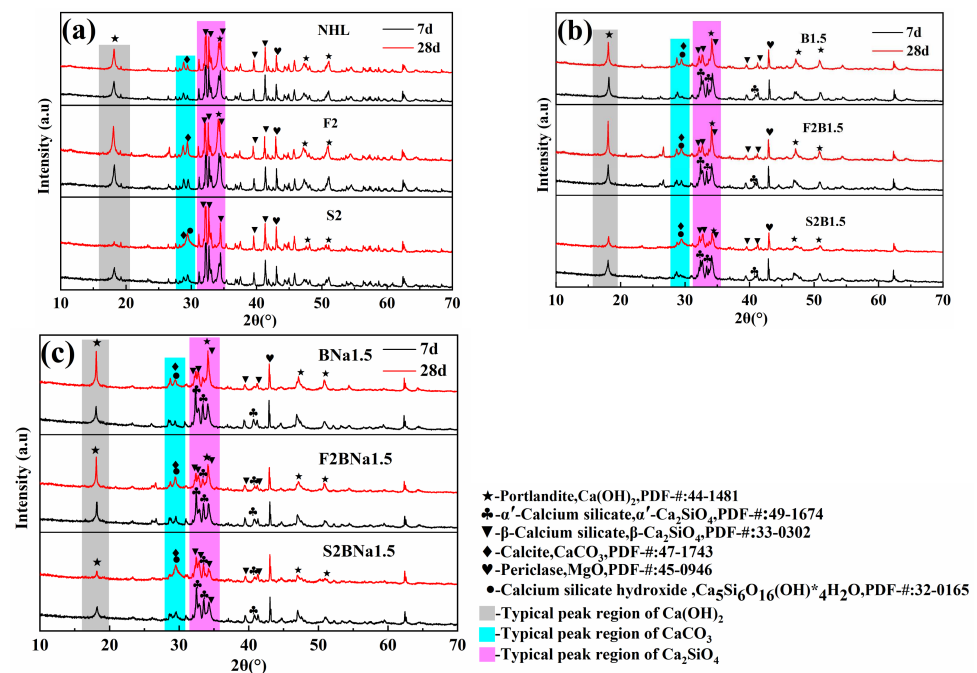 (a)
NHL
7d
28d
F2
S2
Intensity (a.u)
10 20 30 40 50 60 70
2θ(°)
(b)
B1.5
7d
28d
F2B1.5
S2B1.5
Intensity (a.u)
10 20 30 40 50 60 70
2θ(°)
(c)
BNa1.5
7d
28d
F2BNa1.5
S2BNa1.5
Intensity (a.u)
10 20 30 40 50 60 70
2θ(°)
★-Portlandite,Ca(OH)₂,PDF-#:44-1481
♣-α′-Calcium silicate,α′-Ca₂SiO₄,PDF-#:49-1674
▼-β-Calcium silicate,β-Ca₂SiO₄,PDF-#:33-0302
♦-Calcite,CaCO₃,PDF-#:47-1743
♥-Periclase,MgO,PDF-#:45-0946
●-Calcium silicate hydroxide ,Ca₅Si₆O₁₆(OH)*₄H₂O,PDF-#:32-0165
-Typical peak region of Ca(OH)₂
-Typical peak region of CaCO₃
-Typical peak region of Ca₂SiO₄